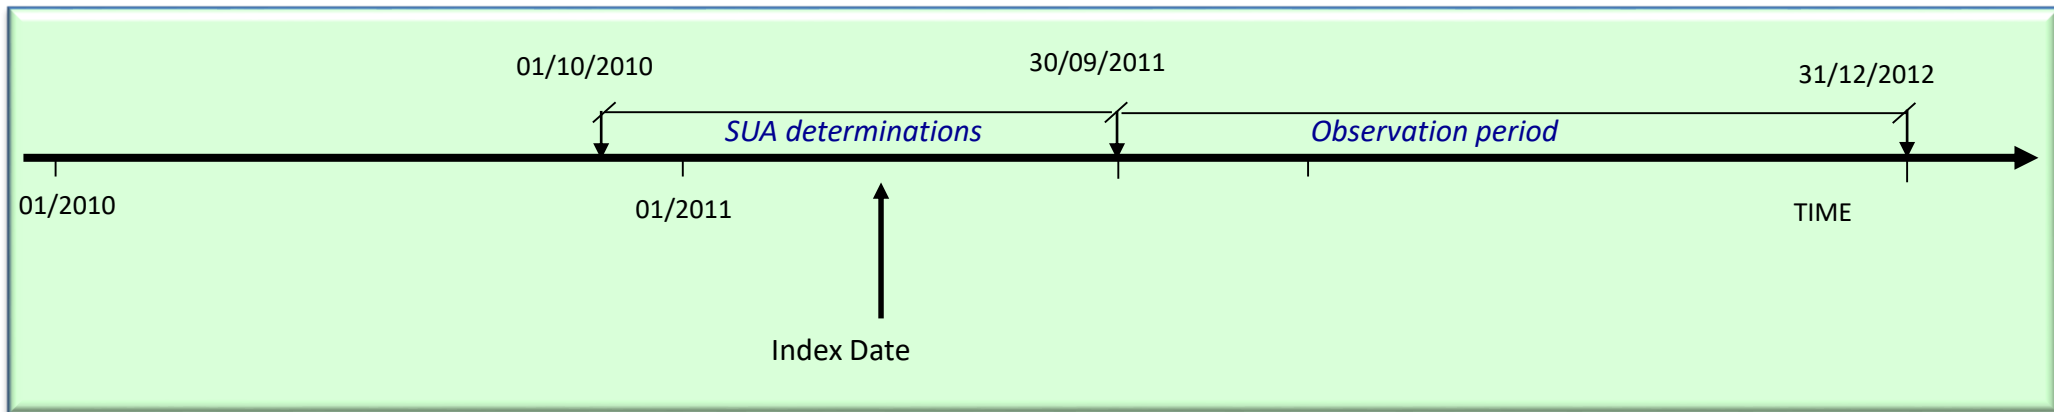 01/10/2010
30/09/2011
31/12/2012
SUA determinations
Observation period
01/2010
01/2011
TIME
Index Date